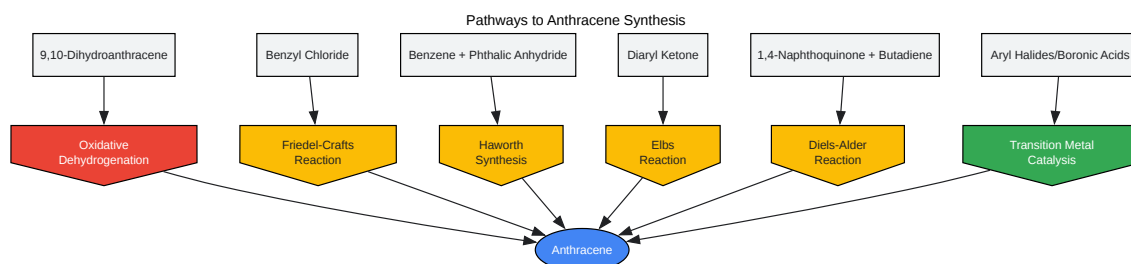 Pathways to Anthracene Synthesis
9,10-Dihydroanthracene
Benzyl Chloride
Benzene + Phthalic Anhydride
Diaryl Ketone
1,4-Naphthoquinone + Butadiene
Aryl Halides/Boronic Acids
Oxidative
Dehydrogenation
Friedel-Crafts
Reaction
Haworth
Synthesis
Elbs
Reaction
Diels-Alder
Reaction
Transition Metal
Catalysis
Anthracene